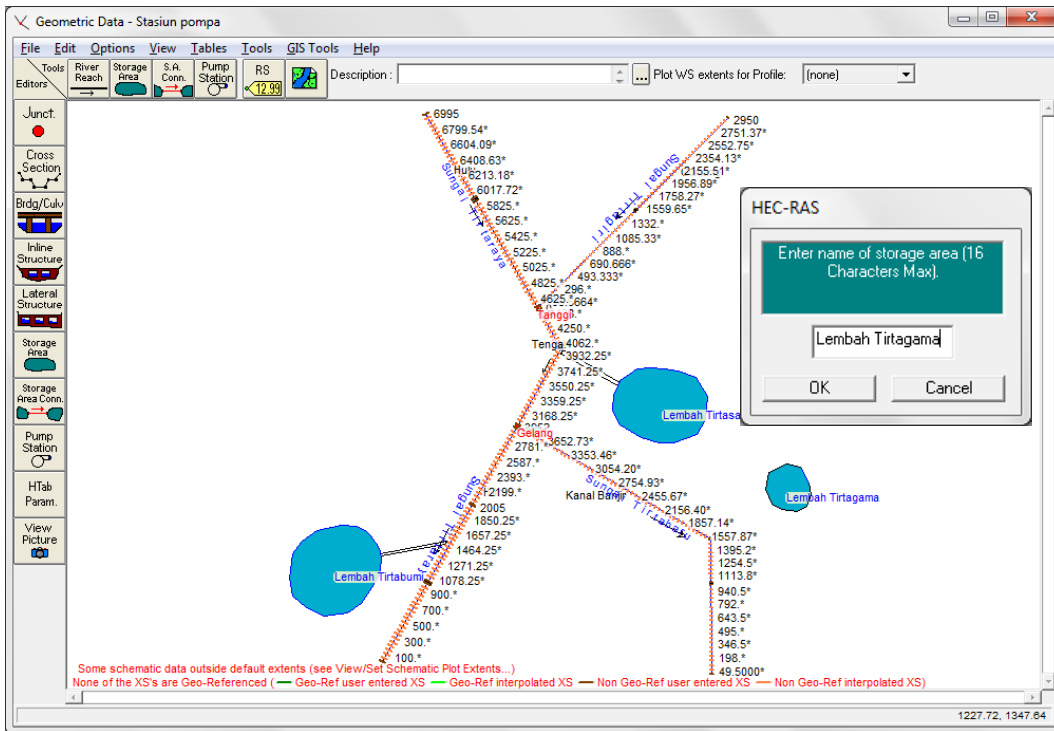 Geometric Data - Stasiun pompa
File Edit Options View Tables Tools GIS Tools Help
Tools
Editors
River
Reach
Storage
Area
S.A.
Conn.
Pump
Station
RS
12.99
Description :
...
Plot WS extents for Profile:
(none)
Junct.
Cross
Section
Brdg/Culv
Inline
Structure
Lateral
Structure
Storage
Area
Storage
Area Conn.
Pump
Station
HTab
Param.
View
Picture
6995
6799.54*
6604.09*
6408.63*
6213.18*
6017.72*
5825.*
5625.*
5425.*
5225.*
5025.*
4825.*
4625.*
Sungai Tirtaraya
2950
2751.37*
2552.75*
2354.13*
2155.51*
1956.89*
1758.27*
1559.65*
1332.*
1085.33*
888.*
690.666*
493.333*
296.*
Sungai Tirtagiri
Tanggi
4250.*
Tenga
4062.*
3932.25*
3741.25*
3550.25*
3359.25*
3168.25*
Gelang
2781.*
2587.*
2393.*
2199.*
2005
1850.25*
1657.25*
1464.25*
1271.25*
1078.25*
900.*
700.*
500.*
300.*
100.*
3652.73*
3353.46*
3054.20*
2754.93*
2455.67*
2156.40*
1857.14*
1557.87*
1395.2*
1254.5*
1113.8*
940.5*
792.*
643.5*
495.*
346.5*
198.*
49.5000*
Kanal Banjir
Sungai Tirtabaru
Lembah Tirtasa
Lembah Tirtagama
Lembah Tirtabumi
HEC-RAS
Enter name of storage area (16
Characters Max).
Lembah Tirtagama
OK Cancel
Some schematic data outside default extents (see View/Set Schematic Plot Extents...)
None of the XS's are Geo-Referenced ( Geo-Ref user entered XS Geo-Ref interpolated XS Non Geo-Ref user entered XS Non Geo-Ref interpolated XS)
1227.72, 1347.64